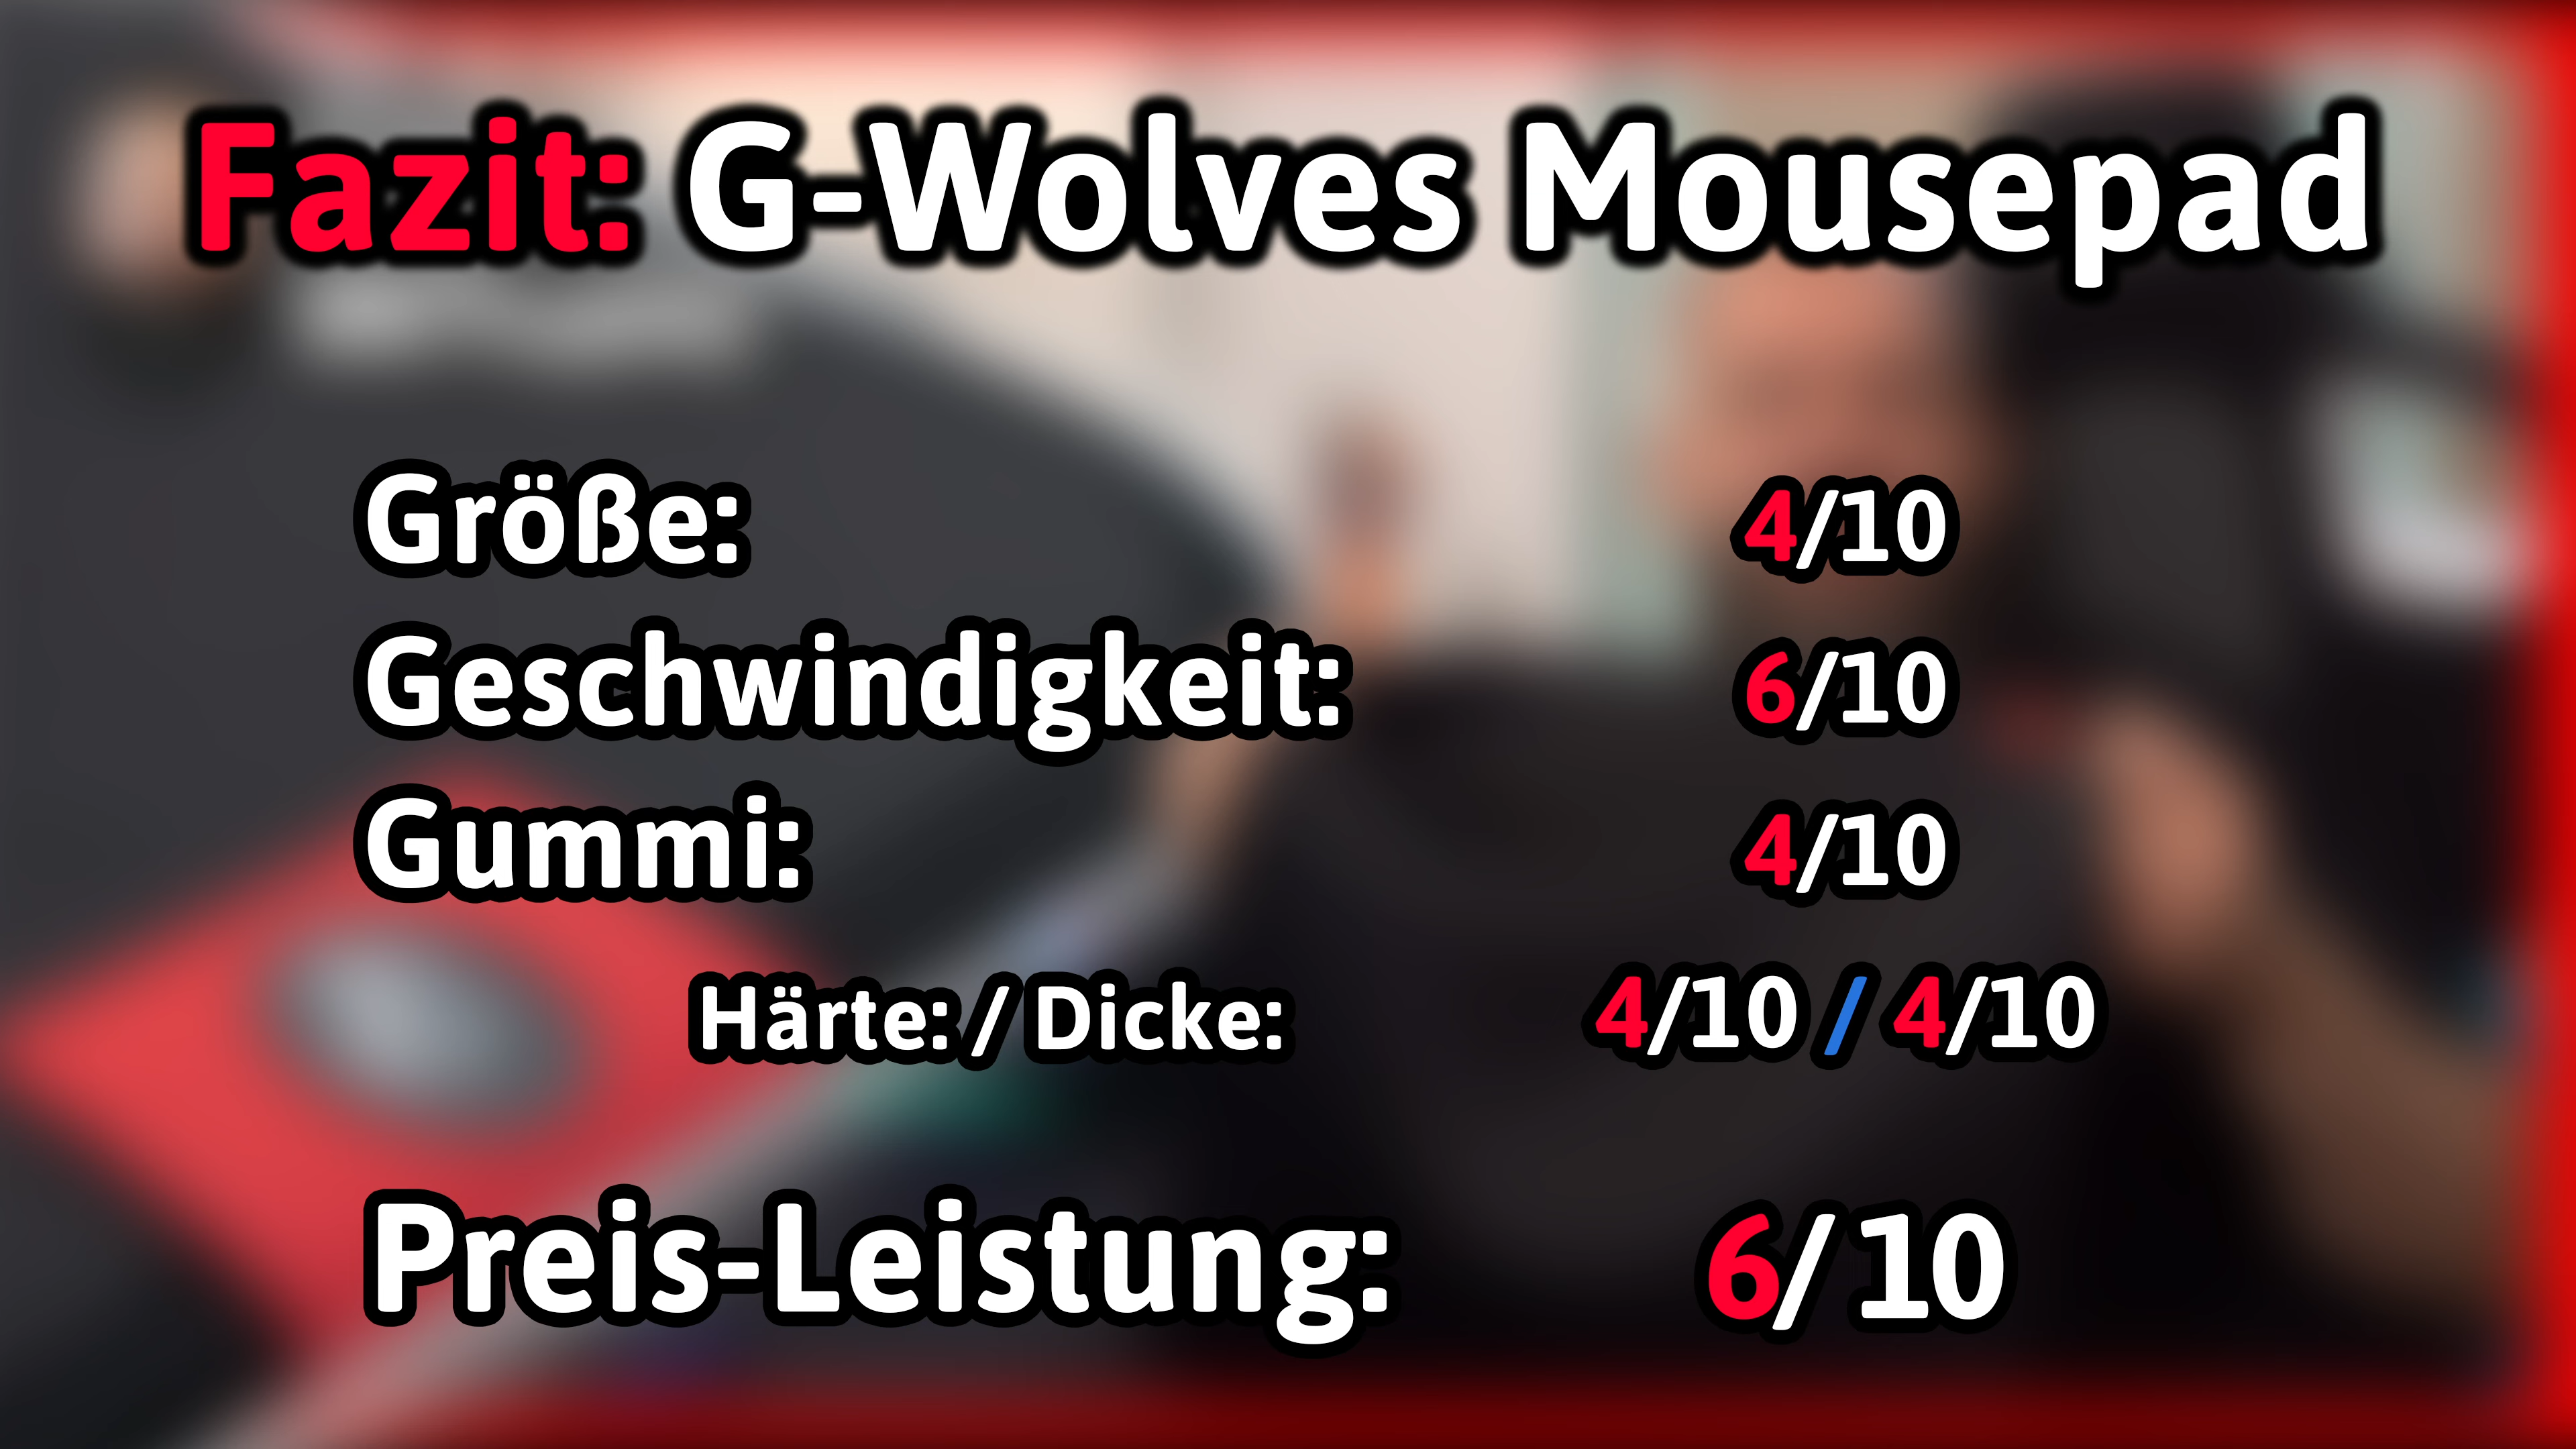 Fazit: G-Wolves Mousepad
Größe: 4/10
Geschwindigkeit: 6/10
Gummi: 4/10
Härte: / Dicke: 4/10 / 4/10
Preis-Leistung: 6/10